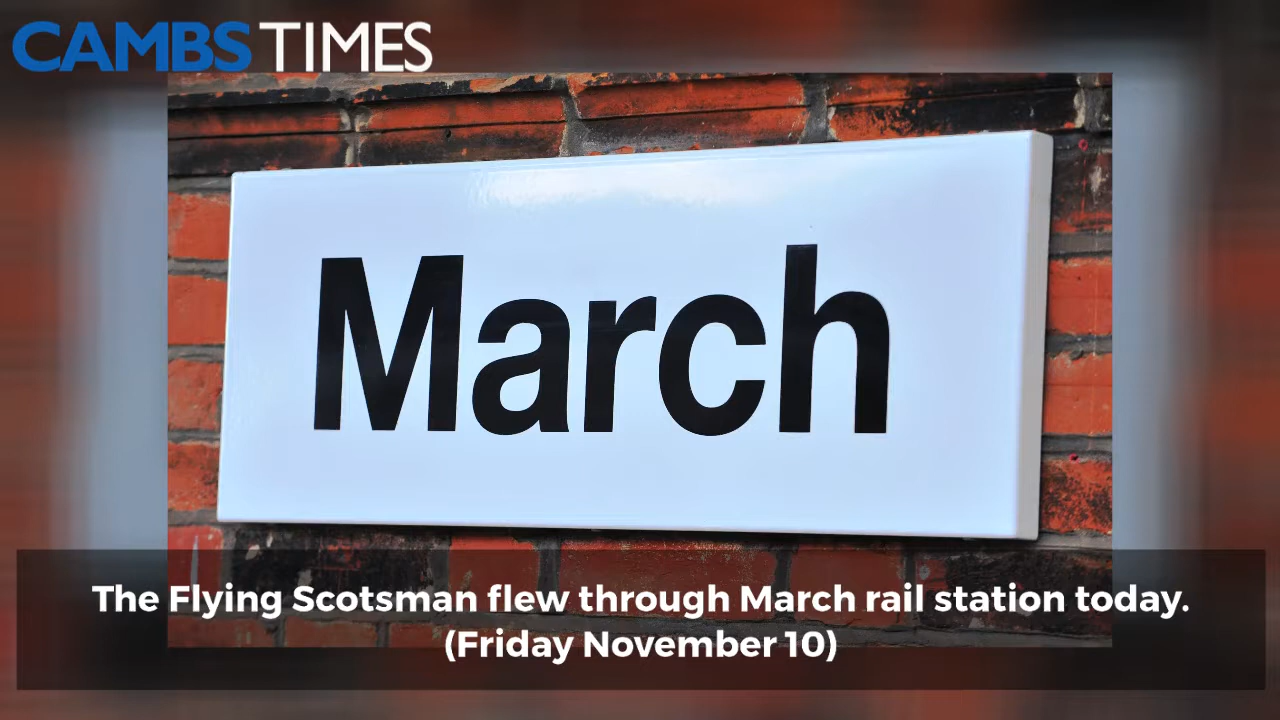 CAMBS TIMES
March
The Flying Scotsman flew through March rail station today.
(Friday November 10)